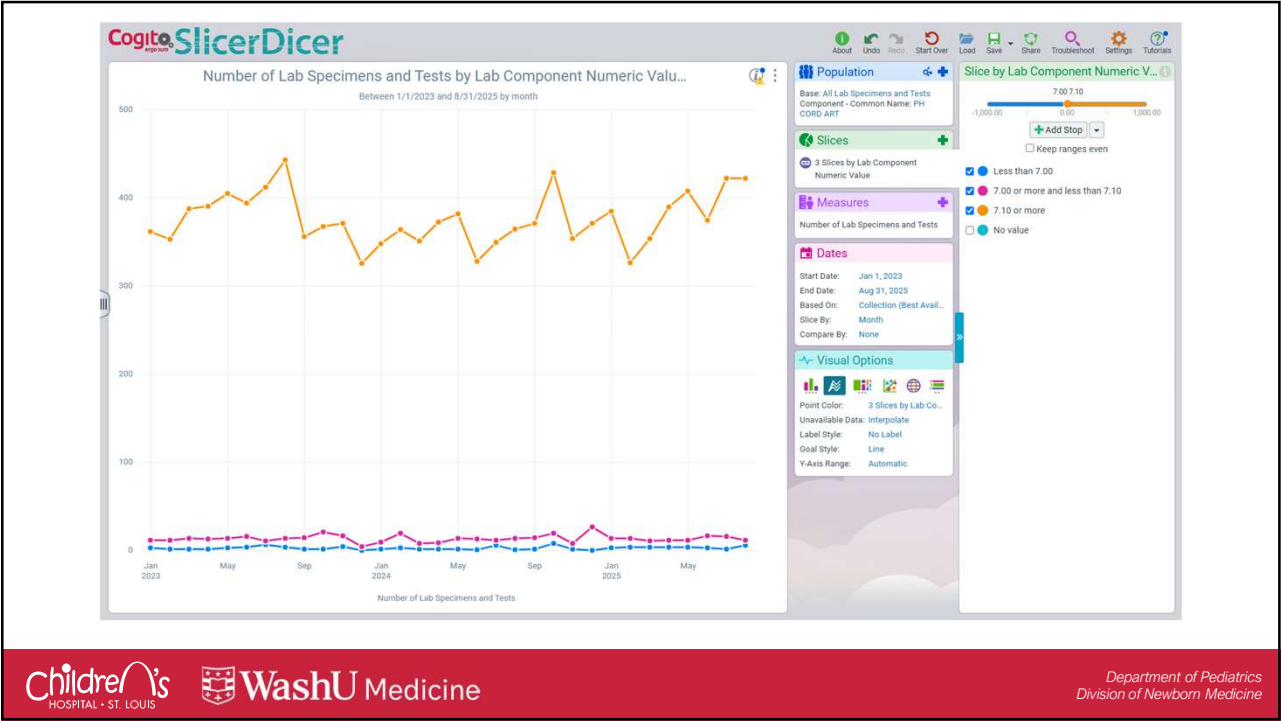 Cogito SlicerDicer
ergo sum
About
Undo
Redo
Start Over
Load
Save
Share
Troubleshoot
Settings
Tutorials
Number of Lab Specimens and Tests by Lab Component Numeric Valu...
Between 1/1/2023 and 8/31/2025 by month
500
400
300
200
100
0
Jan
2023
May
Sep
Jan
2024
May
Sep
Jan
2025
May
Number of Lab Specimens and Tests
Population
Base: All Lab Specimens and Tests
Component - Common Name: PH
CORD ART
Slices
3 Slices by Lab Component
Numeric Value
Measures
Number of Lab Specimens and Tests
Dates
Start Date: Jan 1, 2023
End Date: Aug 31, 2025
Based On: Collection (Best Avail...
Slice By: Month
Compare By: None
Visual Options
Point Color: 3 Slices by Lab Co...
Unavailable Data: Interpolate
Label Style: No Label
Goal Style: Line
Y-Axis Range: Automatic
Slice by Lab Component Numeric V...
7.00 7.10
-1,000.00 0.00 1,000.00
Add Stop
Keep ranges even
Less than 7.00
7.00 or more and less than 7.10
7.10 or more
No value
Children's
HOSPITAL • ST. LOUIS
WashU Medicine
Department of Pediatrics
Division of Newborn Medicine